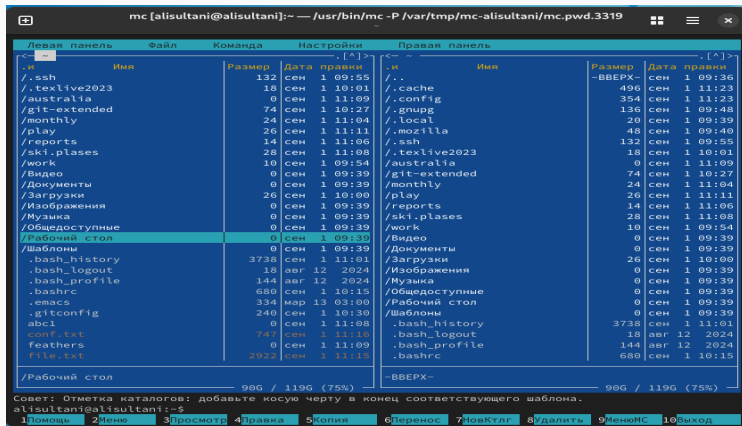 mc [alisultani@alisultani]:~ — /usr/bin/mc -P /var/tmp/mc-alisultani/mc.pwd.3319
~
Левая панель Файл Команда Настройки Правая панель
<— ~ .[^]> <— ~ .[^]>
.и Имя Размер Дата правки .и Имя Размер Дата правки
/.ssh 132 сен 1 09:55 /.. -ВВЕРХ- сен 1 09:36
/.texlive2023 18 сен 1 10:01 /.cache 496 сен 1 11:23
/australia 0 сен 1 11:09 /.config 354 сен 1 11:23
/git-extended 74 сен 1 10:27 /.gnupg 136 сен 1 09:48
/monthly 24 сен 1 11:04 /.local 20 сен 1 09:39
/play 26 сен 1 11:11 /.mozilla 48 сен 1 09:40
/reports 14 сен 1 11:06 /.ssh 132 сен 1 09:55
/ski.plases 28 сен 1 11:08 /.texlive2023 18 сен 1 10:01
/work 10 сен 1 09:54 /australia 0 сен 1 11:09
/Видео 0 сен 1 09:39 /git-extended 74 сен 1 10:27
/Документы 0 сен 1 09:39 /monthly 24 сен 1 11:04
/Загрузки 26 сен 1 10:00 /play 26 сен 1 11:11
/Изображения 0 сен 1 09:39 /reports 14 сен 1 11:06
/Музыка 0 сен 1 09:39 /ski.plases 28 сен 1 11:08
/Общедоступные 0 сен 1 09:39 /work 10 сен 1 09:54
/Рабочий стол 0 сен 1 09:39 /Видео 0 сен 1 09:39
/Шаблоны 0 сен 1 09:39 /Документы 0 сен 1 09:39
.bash_history 3738 сен 1 11:01 /Загрузки 26 сен 1 10:00
.bash_logout 18 авг 12 2024 /Изображения 0 сен 1 09:39
.bash_profile 144 авг 12 2024 /Музыка 0 сен 1 09:39
.bashrc 680 сен 1 10:15 /Общедоступные 0 сен 1 09:39
.emacs 334 мар 13 03:00 /Рабочий стол 0 сен 1 09:39
.gitconfig 240 сен 1 10:30 /Шаблоны 0 сен 1 09:39
abc1 0 сен 1 11:08 .bash_history 3738 сен 1 11:01
conf.txt 747 сен 1 11:16 .bash_logout 18 авг 12 2024
feathers 0 сен 1 11:09 .bash_profile 144 авг 12 2024
file.txt 2922 сен 1 11:15 .bashrc 680 сен 1 10:15
/Рабочий стол -ВВЕРХ-
90G / 119G (75%) 90G / 119G (75%)
Совет: Отметка каталогов: добавьте косую черту в конец соответствующего шаблона.
alisultani@alisultani:~$
1Помощь 2Меню 3Просмотр 4Правка 5Копия 6Перенос 7НовКтлг 8Удалить 9МенюMC 10Выход